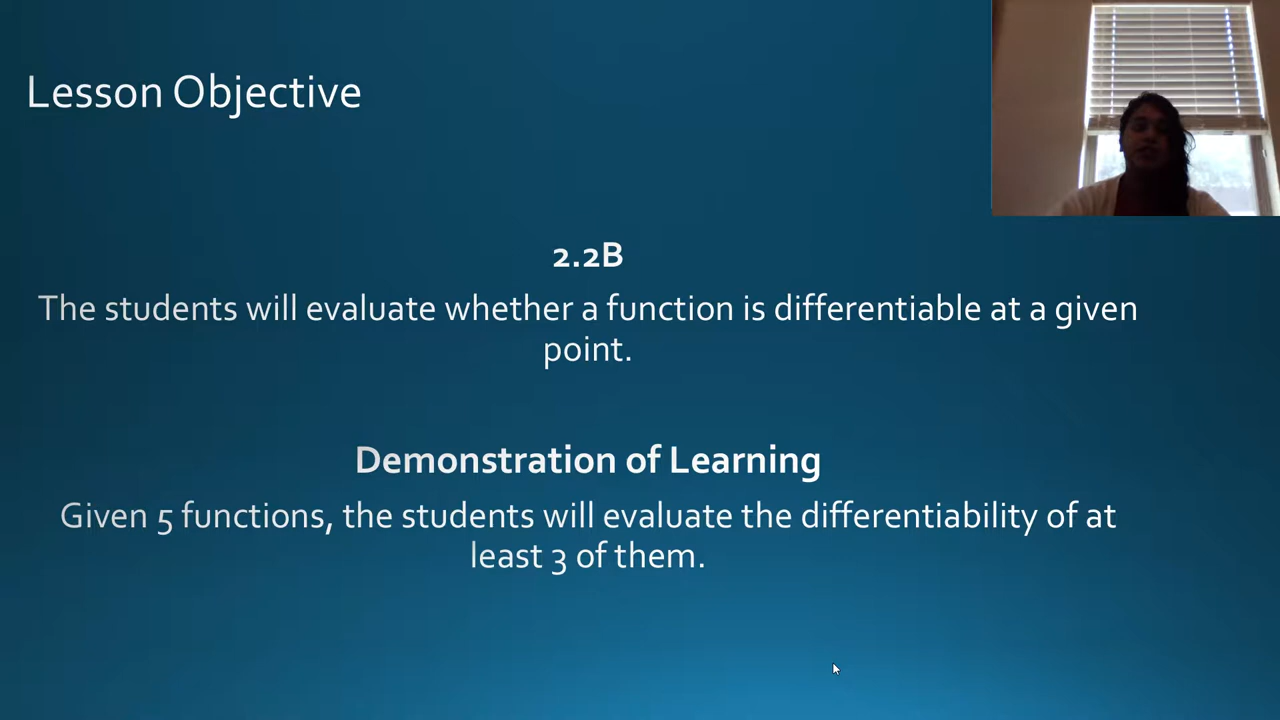 Lesson Objective
2.2B
The students will evaluate whether a function is differentiable at a given
point.
Demonstration of Learning
Given 5 functions, the students will evaluate the differentiability of at
least 3 of them.